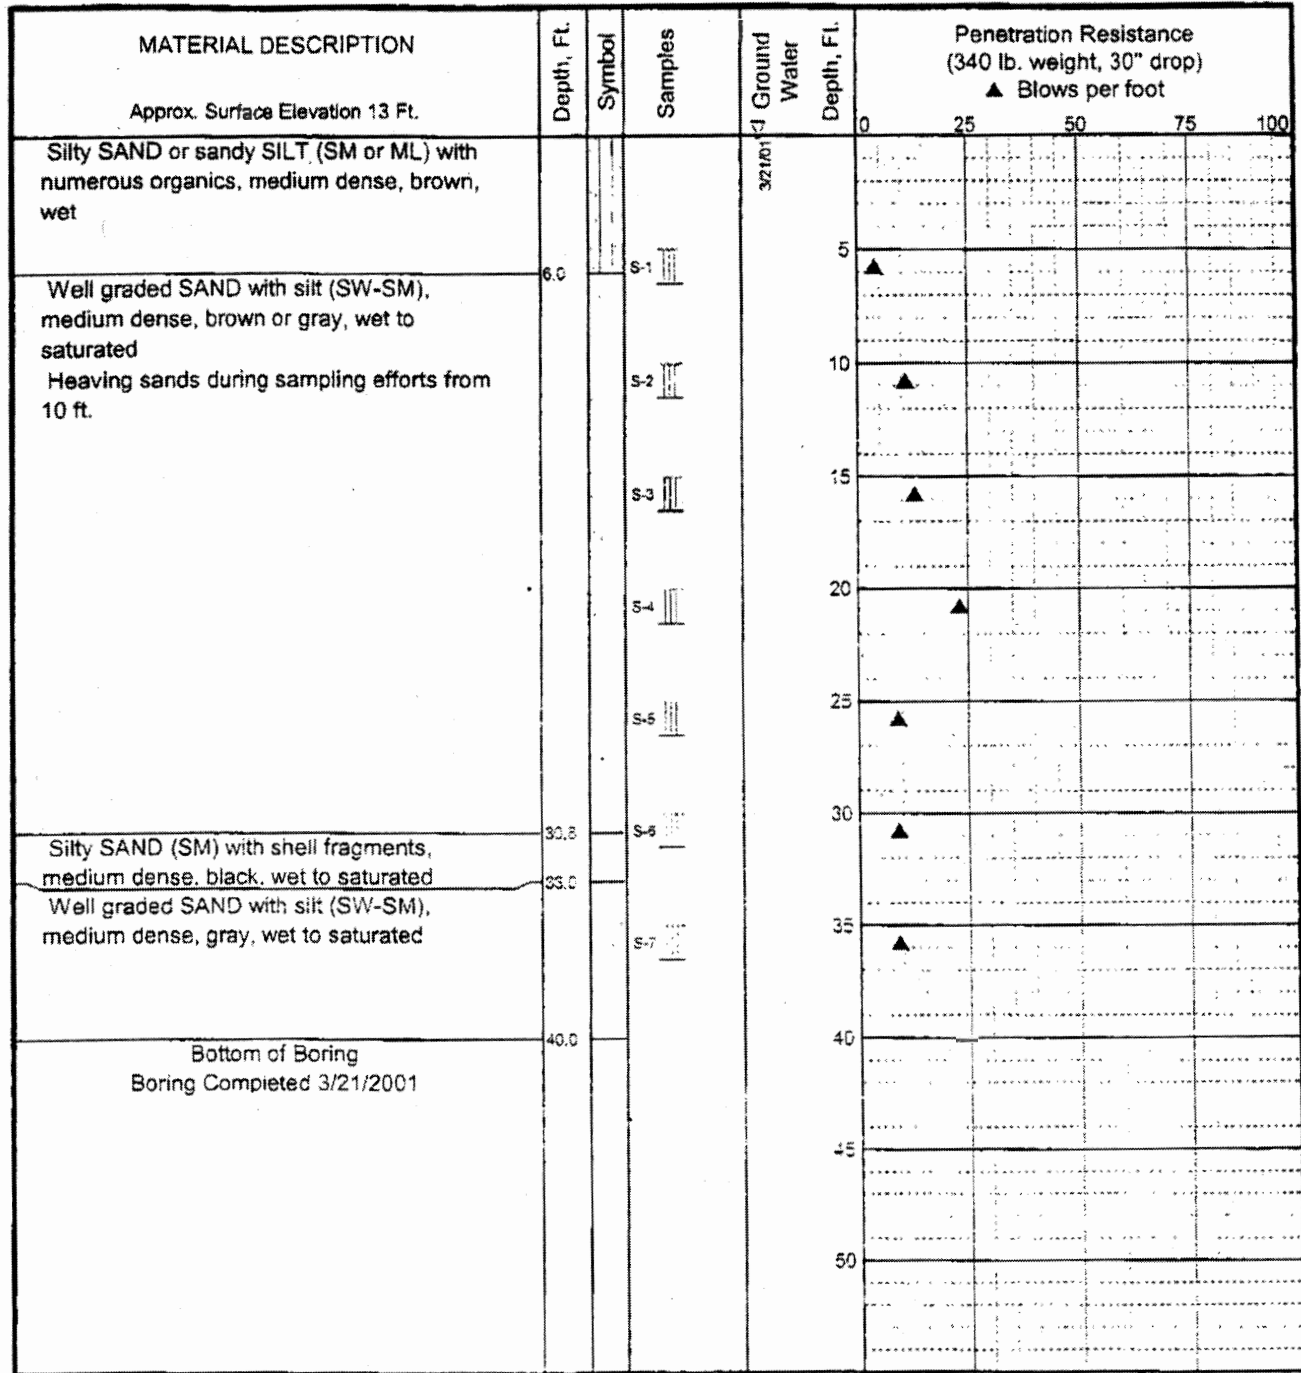 MATERIAL DESCRIPTION
Approx. Surface Elevation 13 Ft.
Depth, Ft.
Symbol
Samples
Ground
Water
Depth, Ft.
Penetration Resistance
(340 lb. weight, 30" drop)
▲ Blows per foot
0 25 50 75 100
3/21/01
Silty SAND or sandy SILT (SM or ML) with
numerous organics, medium dense, brown,
wet
5
S-1
6.0
Well graded SAND with silt (SW-SM),
medium dense, brown or gray, wet to
saturated
Heaving sands during sampling efforts from
10 ft.
S-2
10
S-3
15
S-4
20
S-5
25
30
S-6
30.8
Silty SAND (SM) with shell fragments,
medium dense, black, wet to saturated
33.0
Well graded SAND with silt (SW-SM),
medium dense, gray, wet to saturated
S-7
35
40.0
40
Bottom of Boring
Boring Completed 3/21/2001
45
50